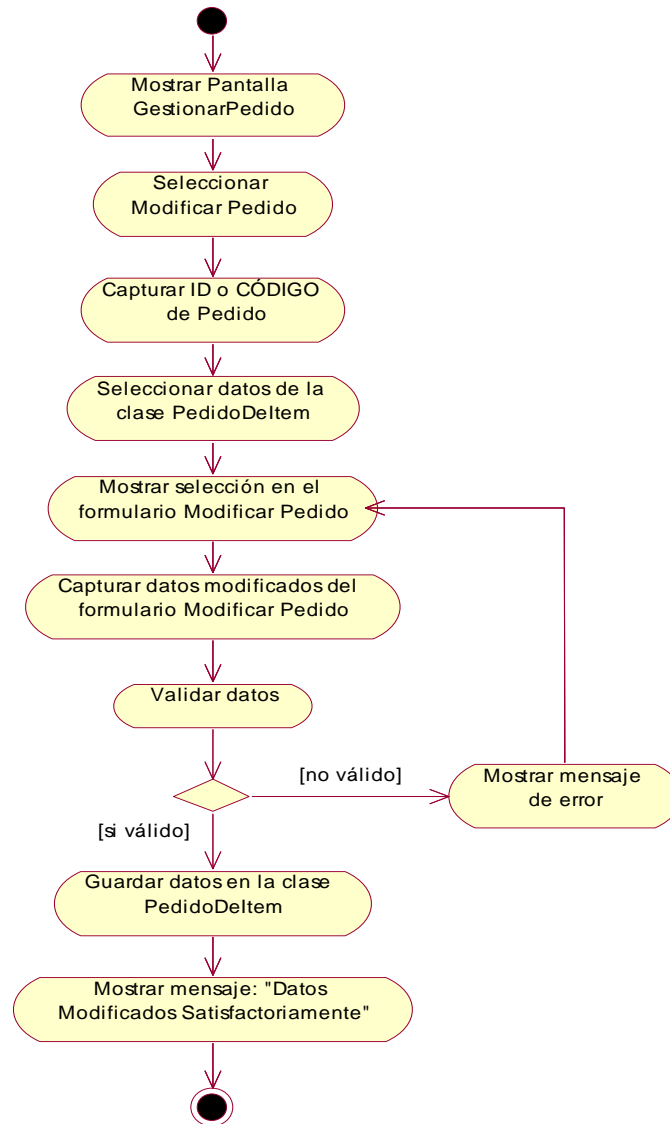 Mostrar Pantalla
GestionarPedido
Seleccionar
Modificar Pedido
Capturar ID o CÓDIGO
de Pedido
Seleccionar datos de la
clase PedidoDeItem
Mostrar selección en el
formulario Modificar Pedido
Capturar datos modificados del
formulario Modificar Pedido
Validar datos
[no válido]
Mostrar mensaje
de error
[si válido]
Guardar datos en la clase
PedidoDeItem
Mostrar mensaje: "Datos
Modificados Satisfactoriamente"